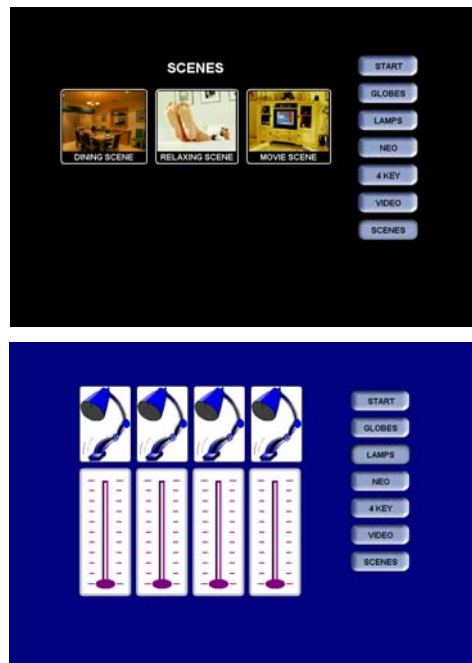 SCENES
DINING SCENE
RELAXING SCENE
MOVIE SCENE
START
GLOBES
LAMPS
NEO
4 KEY
VIDEO
SCENES
START
GLOBES
LAMPS
NEO
4 KEY
VIDEO
SCENES